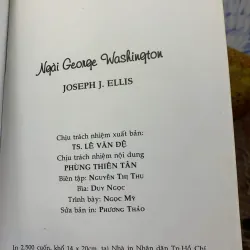 Ngài George Washington
JOSEPH J. ELLIS
Chịu trách nhiệm xuất bản:
TS. LÊ VĂN ĐỆ
Chịu trách nhiệm nội dung
PHÙNG THIÊN TÂN
Biên tập: NGUYỄN THỊ THU
Bìa: DUY NGỌC
Trình bày: NGỌC MỸ
Sửa bản in: PHƯƠNG THẢO
In 2.500 cuốn, khổ 14 x 20cm, tại Nhà in Nhân dân Tp Hồ Chí